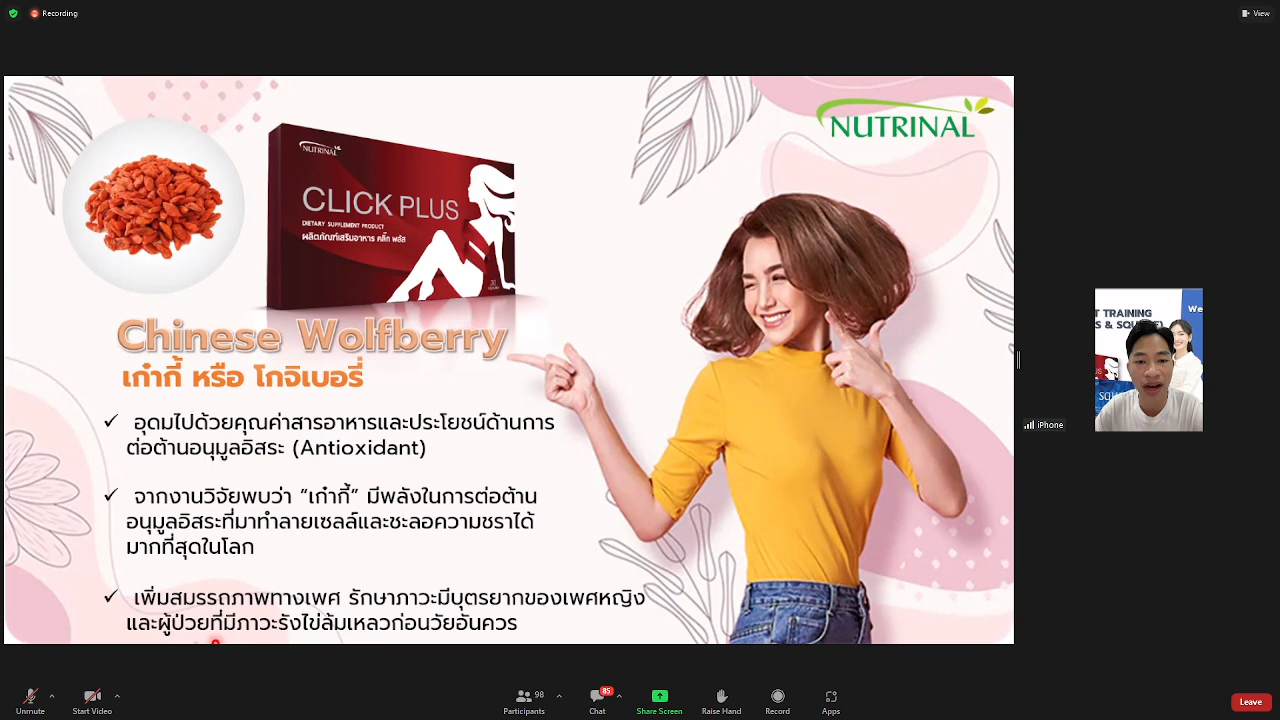 Recording
View
NUTRINAL
NUTRINAL
CLICK PLUS
DIETARY SUPPLEMENT PRODUCT
ผลิตภัณฑ์เสริมอาหาร คลิ๊ก พลัส
Chinese Wolfberry
เก๋ากี้ หรือ โกจิเบอรี่
✓ อุดมไปด้วยคุณค่าสารอาหารและประโยชน์ด้านการ
ต่อต้านอนุมูลอิสระ (Antioxidant)
✓ จากงานวิจัยพบว่า “เก๋ากี้” มีพลังในการต่อต้าน
อนุมูลอิสระที่มาทำลายเซลล์และชะลอความชราได้
มากที่สุดในโลก
✓ เพิ่มสมรรถภาพทางเพศ รักษาภาวะมีบุตรยากของเพศหญิง
และผู้ป่วยที่มีภาวะรังไข่ล้มเหลวก่อนวัยอันควร
T TRAINING
We
iPhone
Unmute
Start Video
98
Participants
85
Chat
Share Screen
Raise Hand
Record
Apps
Leave